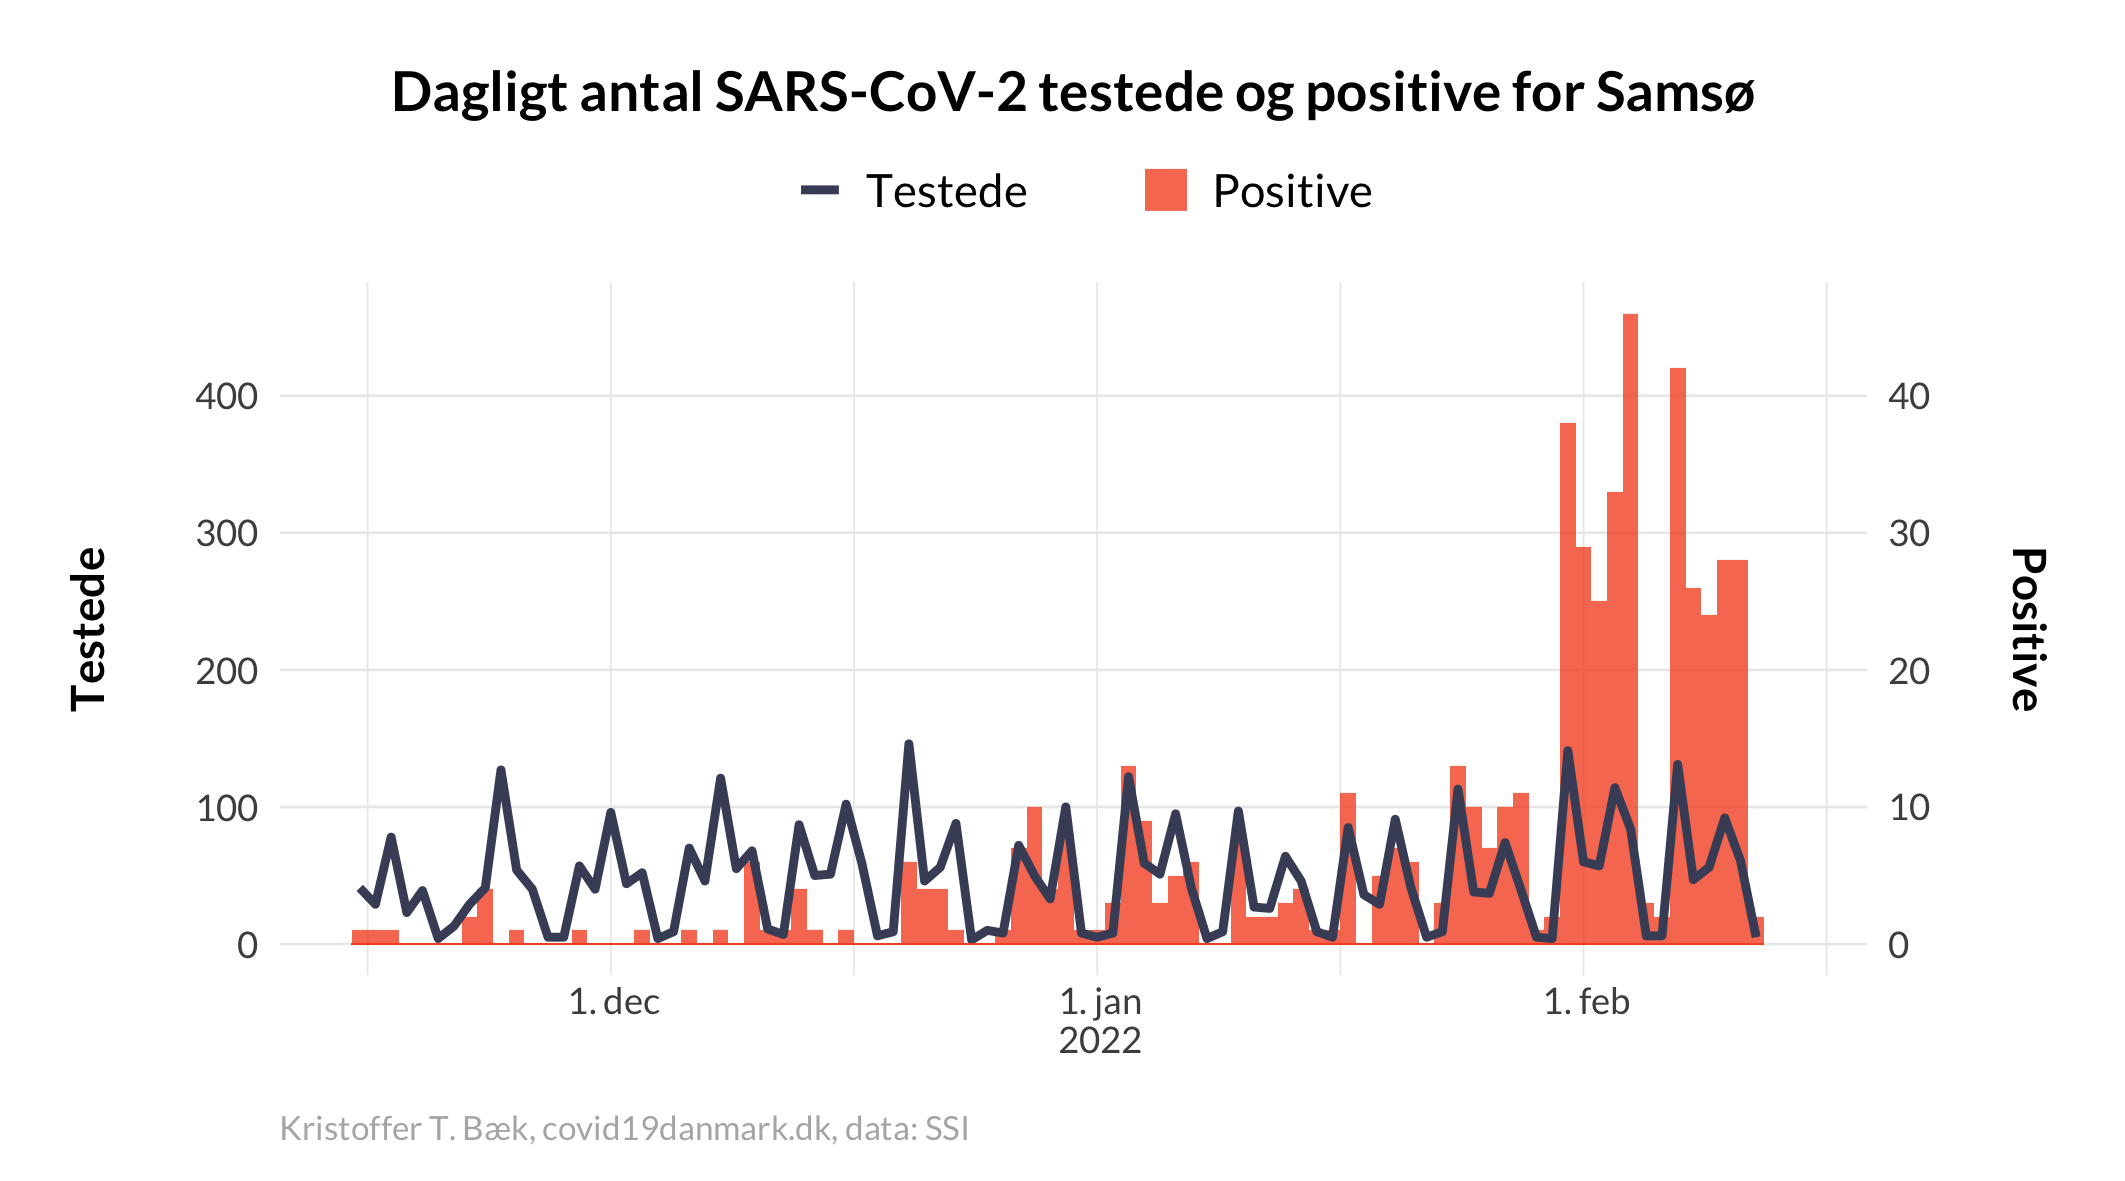 Dagligt antal SARS-CoV-2 testede og positive for Samsø
Testede
Positive
400
300
200
100
0
Testede
40
30
20
10
0
Positive
1. dec
1. jan
2022
1. feb
Kristoffer T. Bæk, covid19danmark.dk, data: SSI